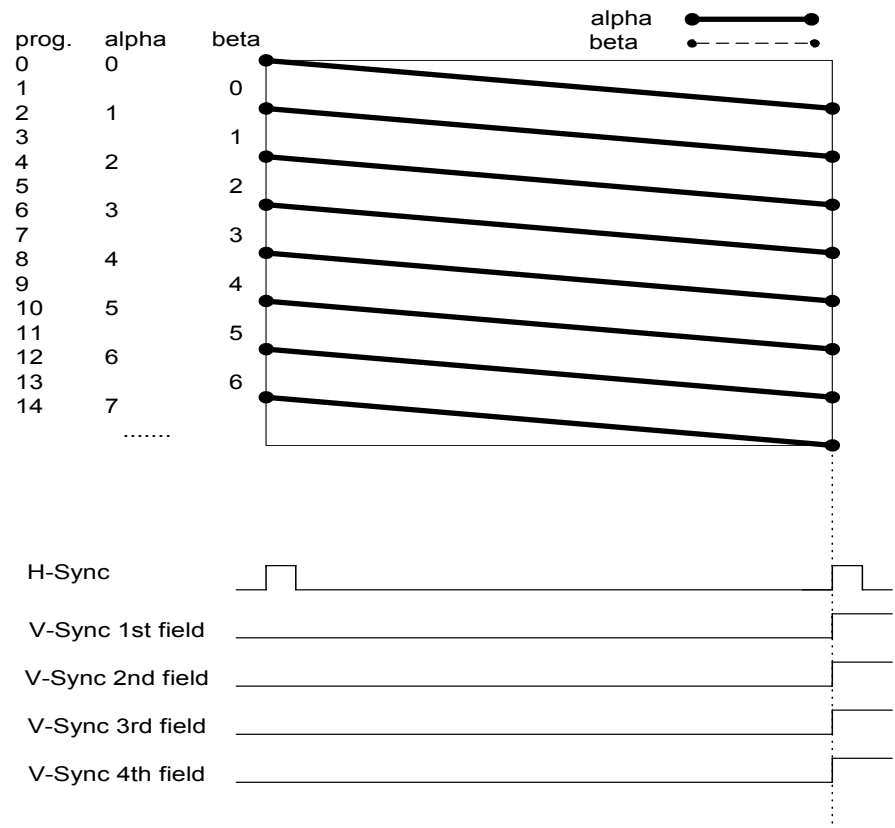 alpha
beta
prog. alpha beta
0 0
1 0
2 1
3 1
4 2
5 2
6 3
7 3
8 4
9 4
10 5
11 5
12 6
13 6
14 7
.......
H-Sync
V-Sync 1st field
V-Sync 2nd field
V-Sync 3rd field
V-Sync 4th field